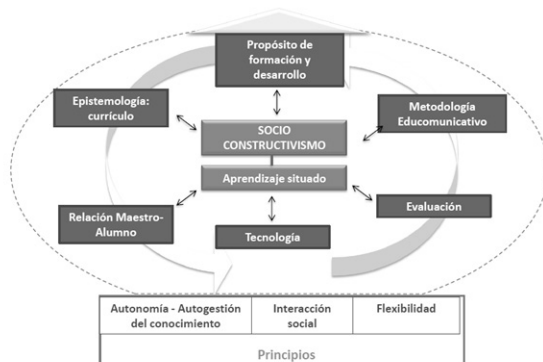 Propósito de
formación y
desarrollo
Epistemología:
currículo
Metodología
Educomunicativo
SOCIO
CONSTRUCTIVISMO
Aprendizaje situado
Relación Maestro-
Alumno
Evaluación
Tecnología
Autonomía - Autogestión
del conocimiento
Interacción
social
Flexibilidad
Principios